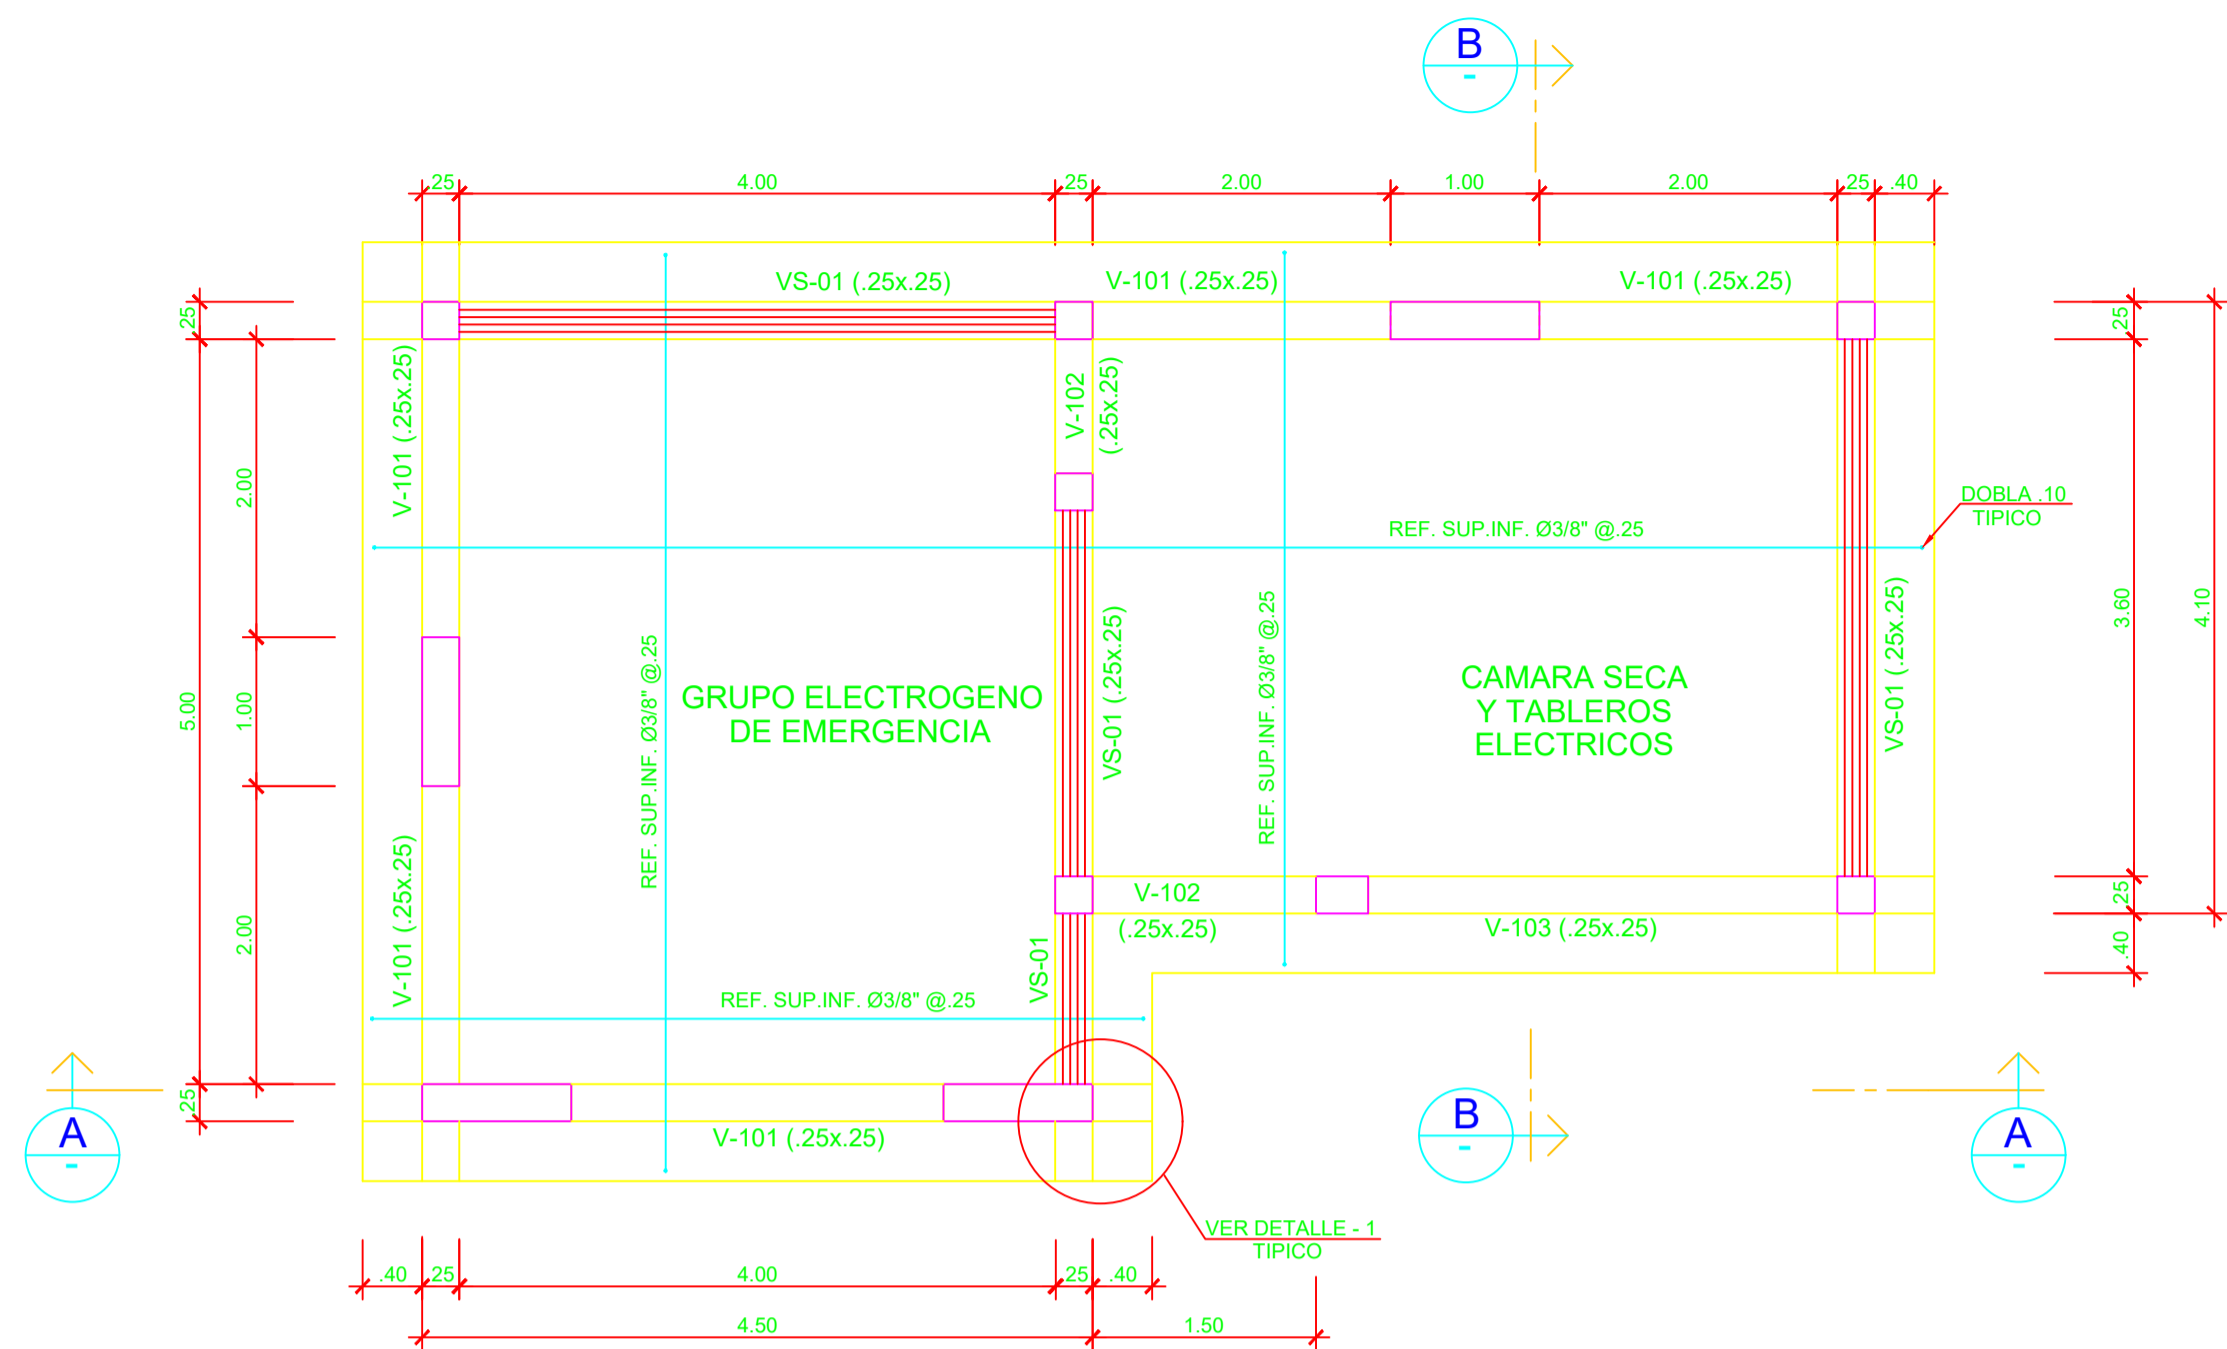 B
-
.25
4.00
.25
2.00
1.00
2.00
.25
.40
VS-01 (.25x.25)
V-101 (.25x.25)
V-101 (.25x.25)
.25
.25
V-101 (.25x.25)
V-102
(.25x.25)
2.00
DOBLA .10
TIPICO
REF. SUP.INF. Ø3/8" @.25
REF. SUP.INF. Ø3/8" @.25
REF. SUP.INF. Ø3/8" @.25
VS-01 (.25x.25)
VS-01 (.25x.25)
3.60
4.10
5.00
1.00
GRUPO ELECTROGENO
DE EMERGENCIA
CAMARA SECA
Y TABLEROS
ELECTRICOS
V-101 (.25x.25)
2.00
V-102
(.25x.25)
V-103 (.25x.25)
.25
.40
VS-01
REF. SUP.INF. Ø3/8" @.25
.25
A
-
V-101 (.25x.25)
B
-
A
-
VER DETALLE - 1
TIPICO
.40
.25
4.00
.25
.40
4.50
1.50